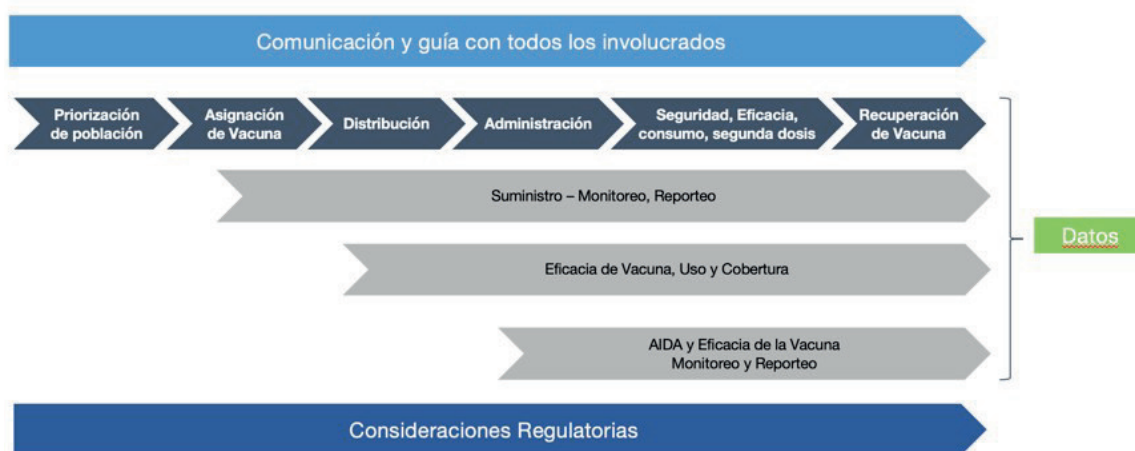 Comunicación y guía con todos los involucrados
Priorización
de población
Asignación
de Vacuna
Distribución
Administración
Seguridad, Eficacia,
consumo, segunda dosis
Recuperación
de Vacuna
Suministro – Monitoreo, Reporteo
Eficacia de Vacuna, Uso y Cobertura
AIDA y Eficacia de la Vacuna
Monitoreo y Reporteo
Datos
Consideraciones Regulatorias